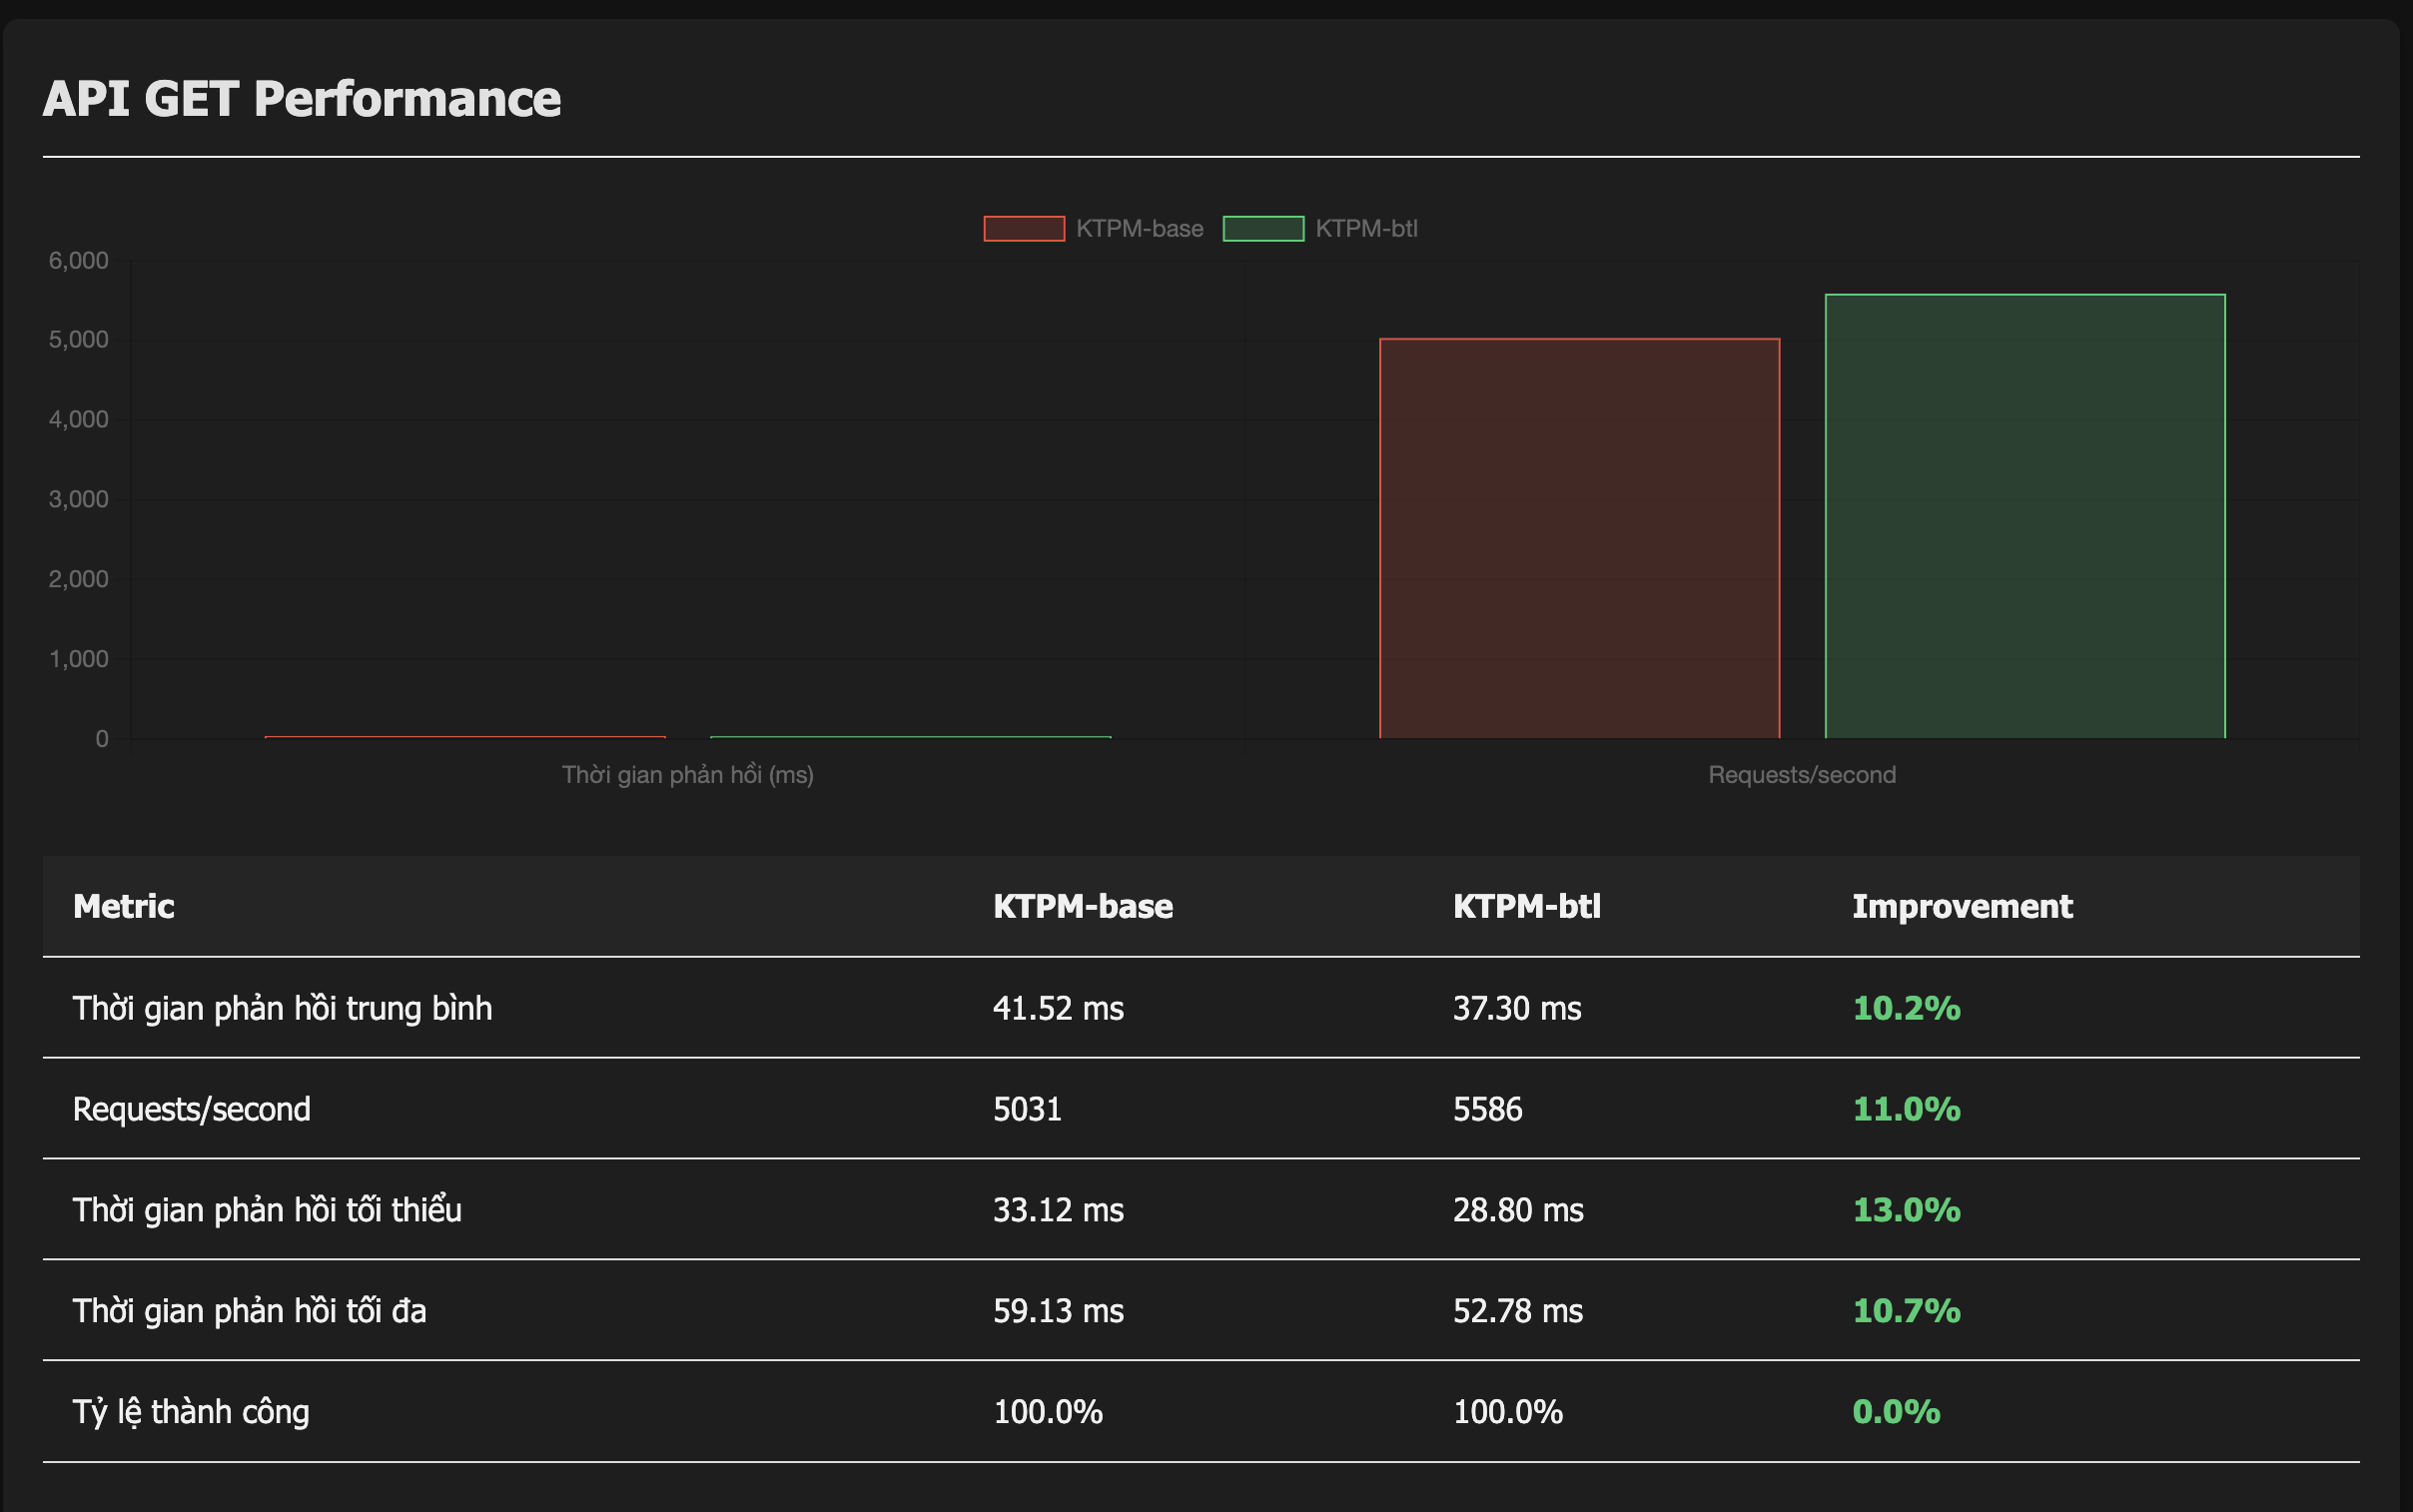 API GET Performance
KTPM-base KTPM-btl
6,000
5,000
4,000
3,000
2,000
1,000
0
Thời gian phản hồi (ms) Requests/second
Metric KTPM-base KTPM-btl Improvement
Thời gian phản hồi trung bình 41.52 ms 37.30 ms 10.2%
Requests/second 5031 5586 11.0%
Thời gian phản hồi tối thiểu 33.12 ms 28.80 ms 13.0%
Thời gian phản hồi tối đa 59.13 ms 52.78 ms 10.7%
Tỷ lệ thành công 100.0% 100.0% 0.0%